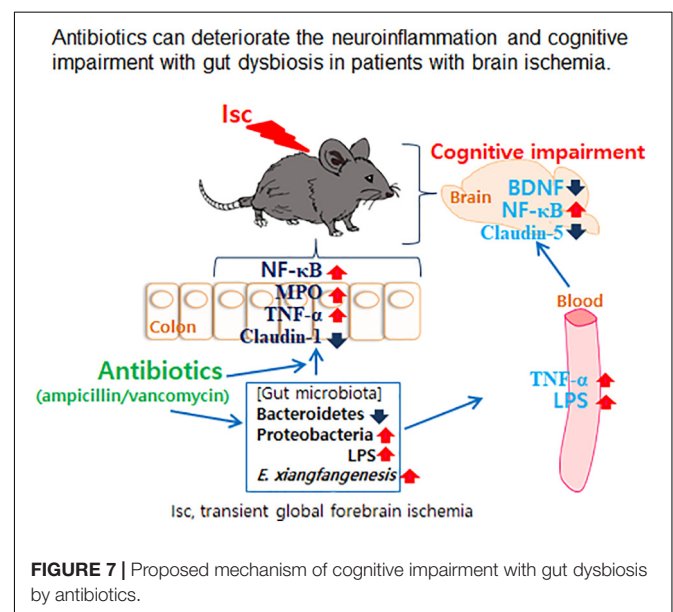 Antibiotics can deteriorate the neuroinflammation and cognitive
impairment with gut dysbiosis in patients with brain ischemia.
Isc
Cognitive impairment
Brain
BDNF
NF-κB
Claudin-5
NF-κB
MPO
TNF-α
Claudin-1
Colon
Blood
Antibiotics
(ampicillin/vancomycin)
[Gut microbiota]
Bacteroidetes
Proteobacteria
LPS
E. xiangfangenesis
TNF-α
LPS
Isc, transient global forebrain ischemia
FIGURE 7 | Proposed mechanism of cognitive impairment with gut dysbiosis
by antibiotics.